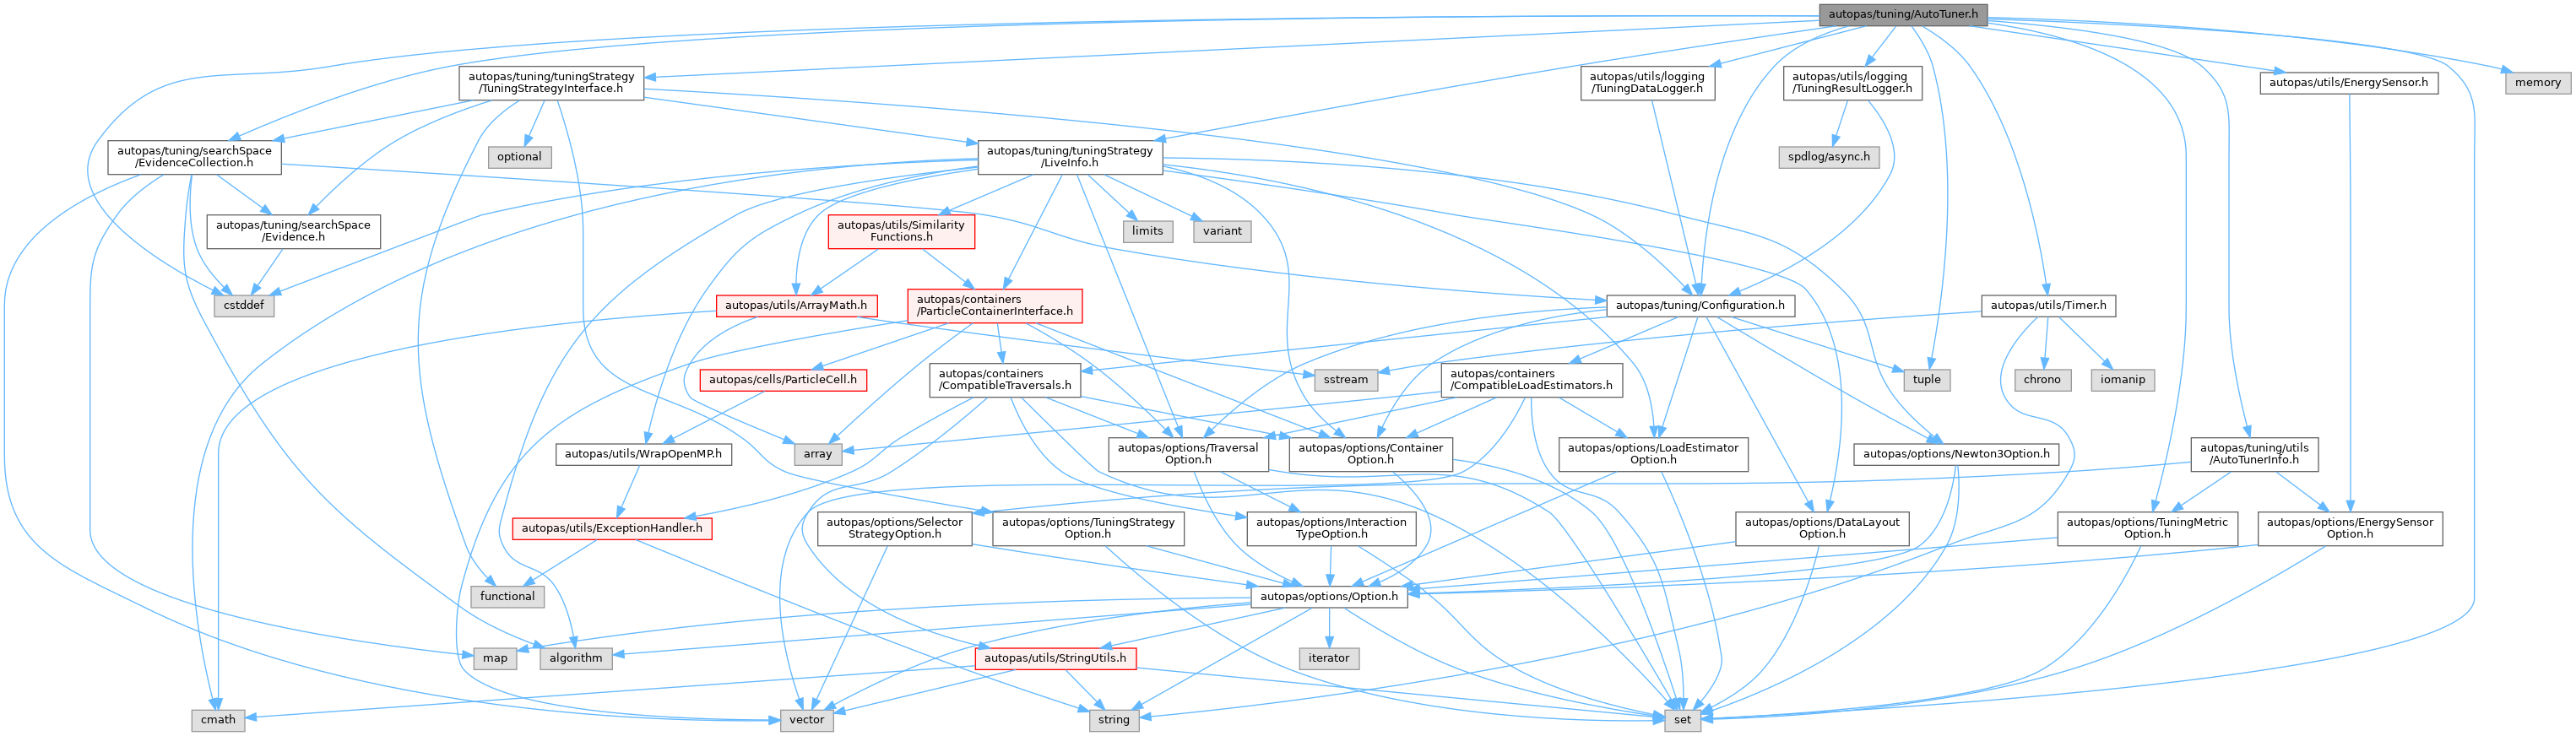 autopas/tuning/AutoTuner.h
autopas/tuning/tuningStrategy
/TuningStrategyInterface.h
autopas/utils/logging
/TuningDataLogger.h
autopas/utils/logging
/TuningResultLogger.h
autopas/utils/EnergySensor.h
memory
autopas/tuning/searchSpace
/EvidenceCollection.h
optional
autopas/tuning/tuningStrategy
/LiveInfo.h
spdlog/async.h
autopas/tuning/searchSpace
/Evidence.h
autopas/utils/Similarity
Functions.h
limits
variant
cstddef
autopas/utils/ArrayMath.h
autopas/containers
/ParticleContainerInterface.h
autopas/tuning/Configuration.h
autopas/utils/Timer.h
autopas/cells/ParticleCell.h
autopas/containers
/CompatibleTraversals.h
sstream
autopas/containers
/CompatibleLoadEstimators.h
tuple
chrono
iomanip
autopas/utils/WrapOpenMP.h
array
autopas/options/Traversal
Option.h
autopas/options/Container
Option.h
autopas/options/LoadEstimator
Option.h
autopas/options/Newton3Option.h
autopas/tuning/utils
/AutoTunerInfo.h
autopas/utils/ExceptionHandler.h
autopas/options/Selector
StrategyOption.h
autopas/options/TuningStrategy
Option.h
autopas/options/Interaction
TypeOption.h
autopas/options/DataLayout
Option.h
autopas/options/TuningMetric
Option.h
autopas/options/EnergySensor
Option.h
functional
autopas/options/Option.h
map
algorithm
autopas/utils/StringUtils.h
iterator
cmath
vector
string
set